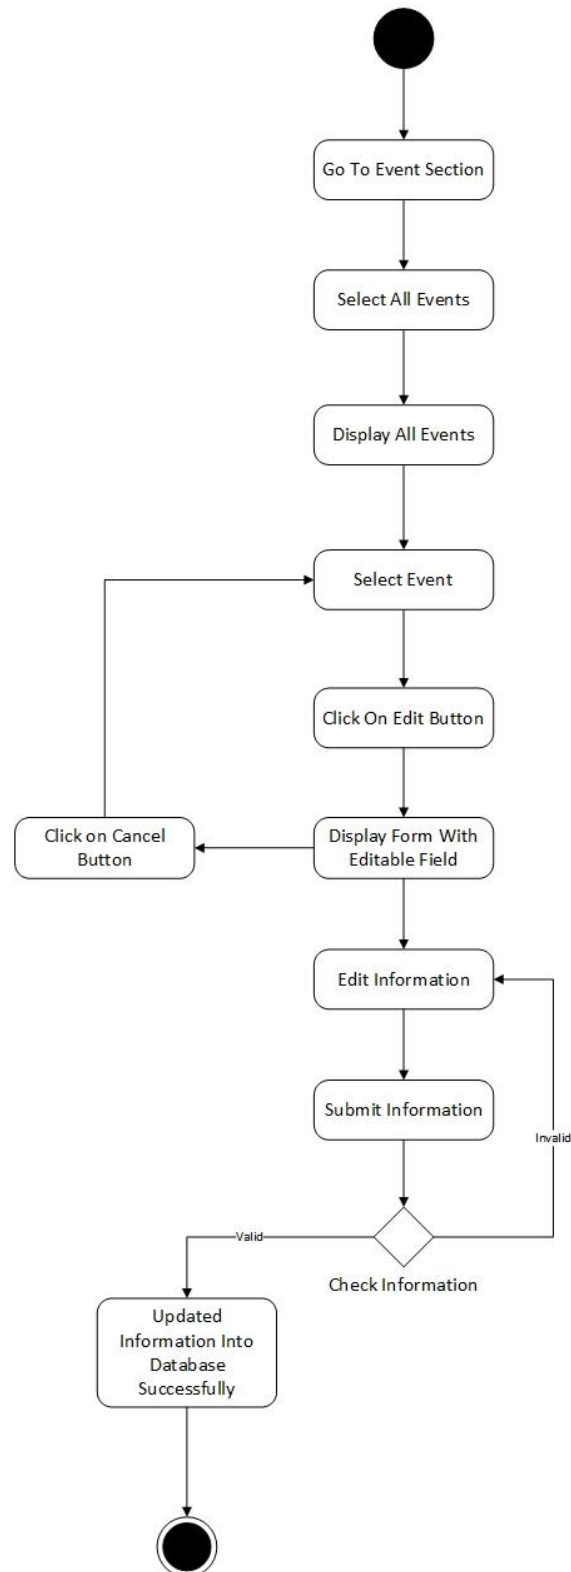 Go To Event Section
Select All Events
Display All Events
Select Event
Click On Edit Button
Click on Cancel
Button
Display Form With
Editable Field
Edit Information
Submit Information
Invalid
Valid
Check Information
Updated
Information Into
Database
Successfully